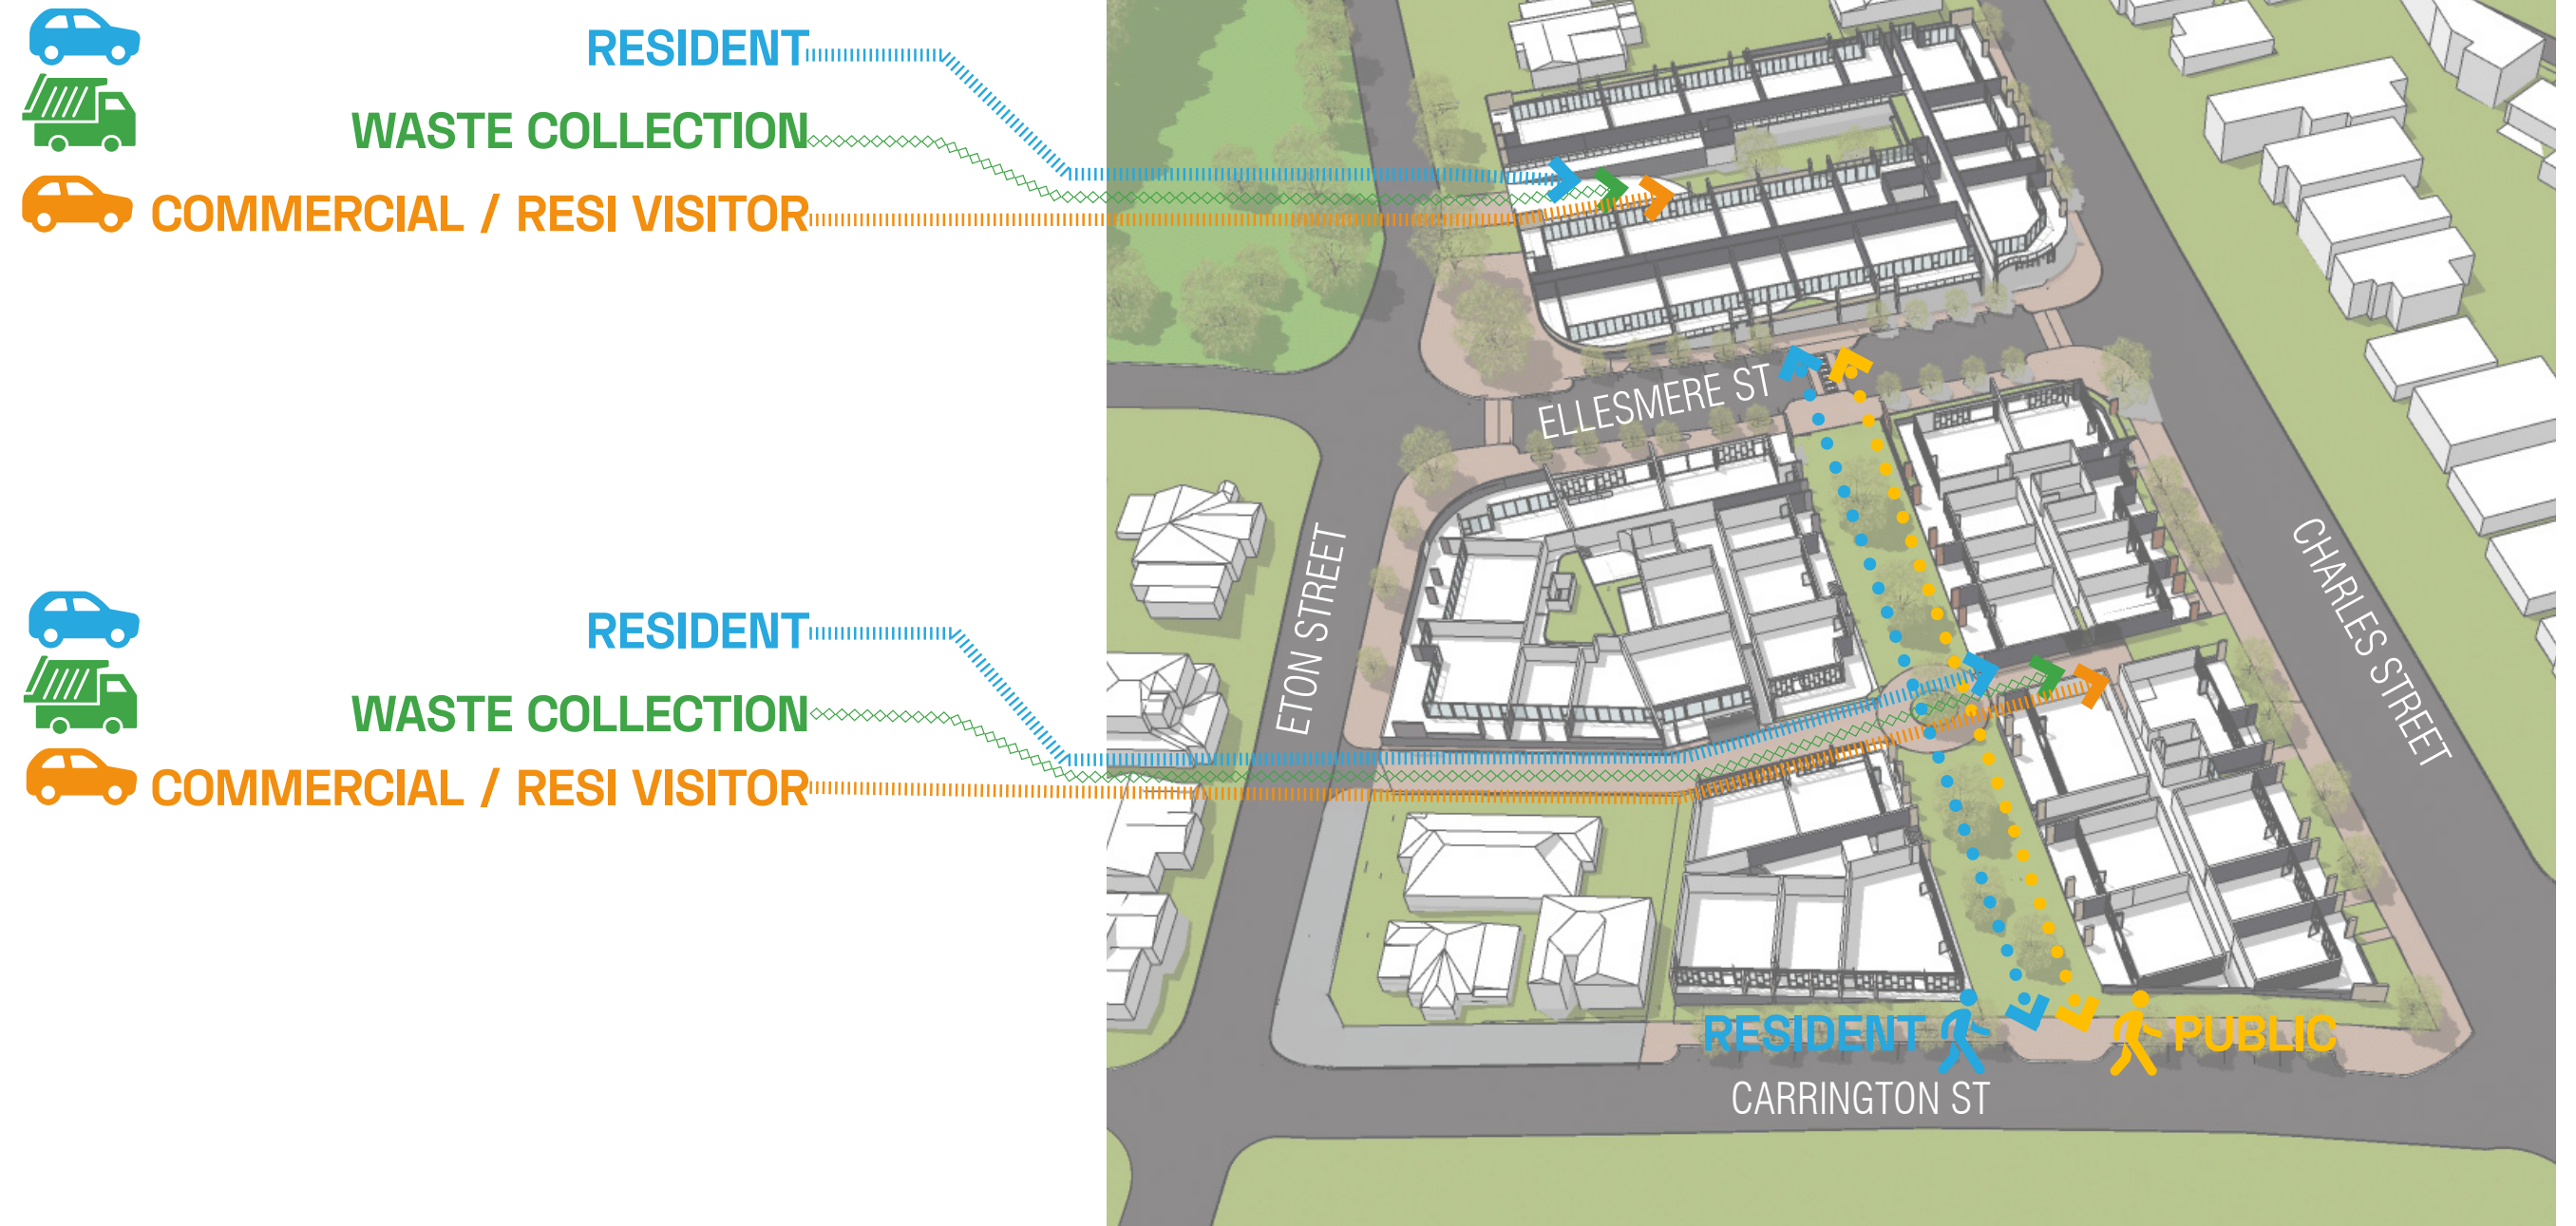 RESIDENT
WASTE COLLECTION
COMMERCIAL / RESI VISITOR
ELLESMERE ST
ETON STREET
CHARLES STREET
RESIDENT
WASTE COLLECTION
COMMERCIAL / RESI VISITOR
RESIDENT
PUBLIC
CARRINGTON ST